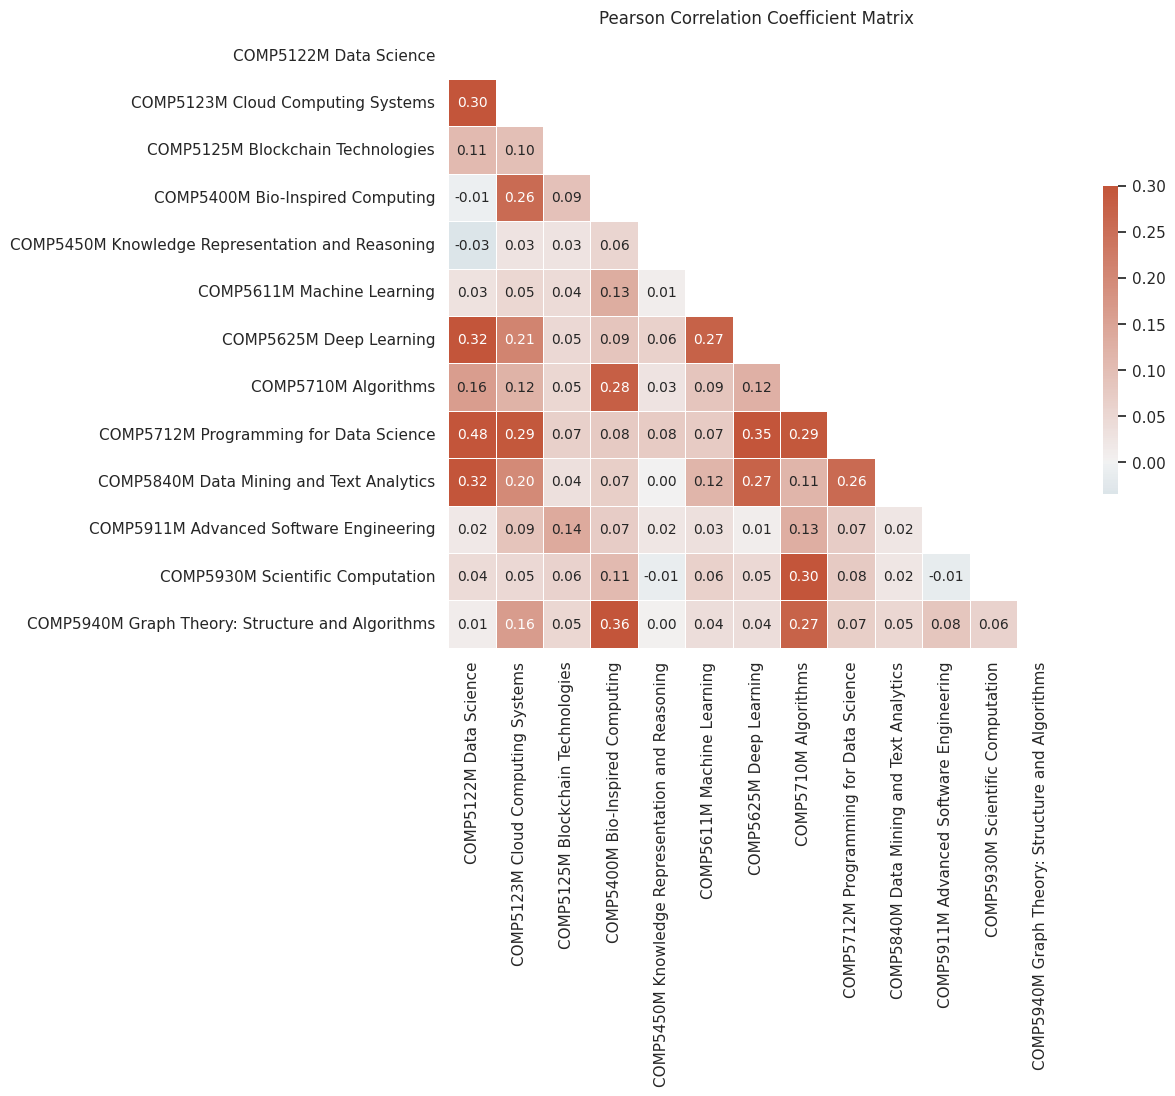 Pearson Correlation Coefficient Matrix
COMP5122M Data Science
COMP5123M Cloud Computing Systems 0.30
COMP5125M Blockchain Technologies 0.11 0.10
COMP5400M Bio-Inspired Computing -0.01 0.26 0.09
COMP5450M Knowledge Representation and Reasoning -0.03 0.03 0.03 0.06
COMP5611M Machine Learning 0.03 0.05 0.04 0.13 0.01
COMP5625M Deep Learning 0.32 0.21 0.05 0.09 0.06 0.27
COMP5710M Algorithms 0.16 0.12 0.05 0.28 0.03 0.09 0.12
COMP5712M Programming for Data Science 0.48 0.29 0.07 0.08 0.08 0.07 0.35 0.29
COMP5840M Data Mining and Text Analytics 0.32 0.20 0.04 0.07 0.00 0.12 0.27 0.11 0.26
COMP5911M Advanced Software Engineering 0.02 0.09 0.14 0.07 0.02 0.03 0.01 0.13 0.07 0.02
COMP5930M Scientific Computation 0.04 0.05 0.06 0.11 -0.01 0.06 0.05 0.30 0.08 0.02 -0.01
COMP5940M Graph Theory: Structure and Algorithms 0.01 0.16 0.05 0.36 0.00 0.04 0.04 0.27 0.07 0.05 0.08 0.06
COMP5122M Data Science
COMP5123M Cloud Computing Systems
COMP5125M Blockchain Technologies
COMP5400M Bio-Inspired Computing
COMP5450M Knowledge Representation and Reasoning
COMP5611M Machine Learning
COMP5625M Deep Learning
COMP5710M Algorithms
COMP5712M Programming for Data Science
COMP5840M Data Mining and Text Analytics
COMP5911M Advanced Software Engineering
COMP5930M Scientific Computation
COMP5940M Graph Theory: Structure and Algorithms
0.30
0.25
0.20
0.15
0.10
0.05
0.00